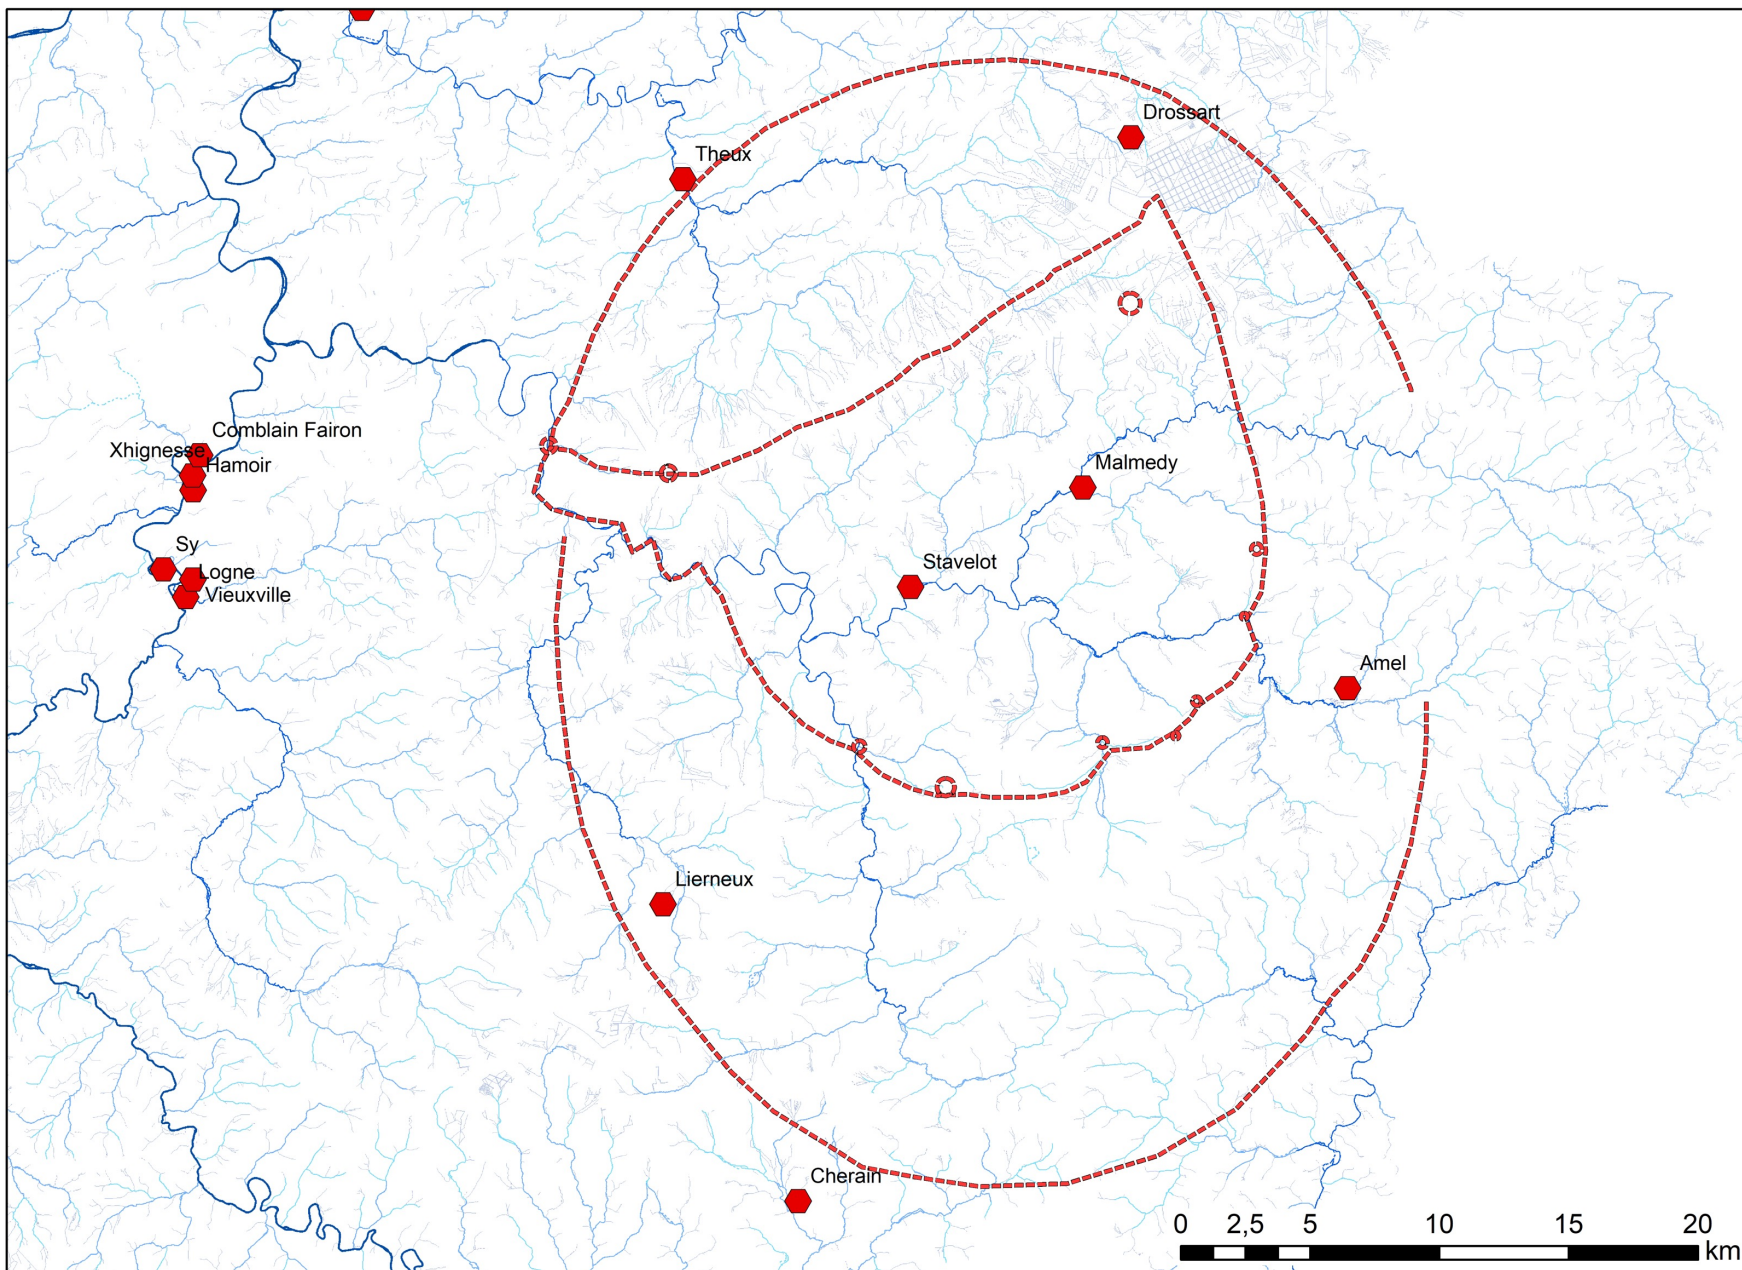 Drossart
Theux
Comblain Fairon
Xhignesse
Hamoir
Malmedy
Sy
Stavelot
Logne
Vieuxville
Amel
Lierneux
Cherain
0 2,5 5 10 15 20
km